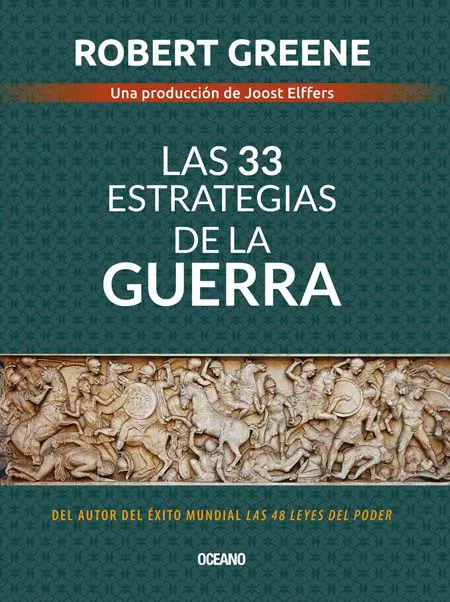 ROBERT GREENE
Una producción de Joost Elffers
LAS 33
ESTRATEGIAS
DE LA
GUERRA
DEL AUTOR DEL ÉXITO MUNDIAL LAS 48 LEYES DEL PODER
OCEANO